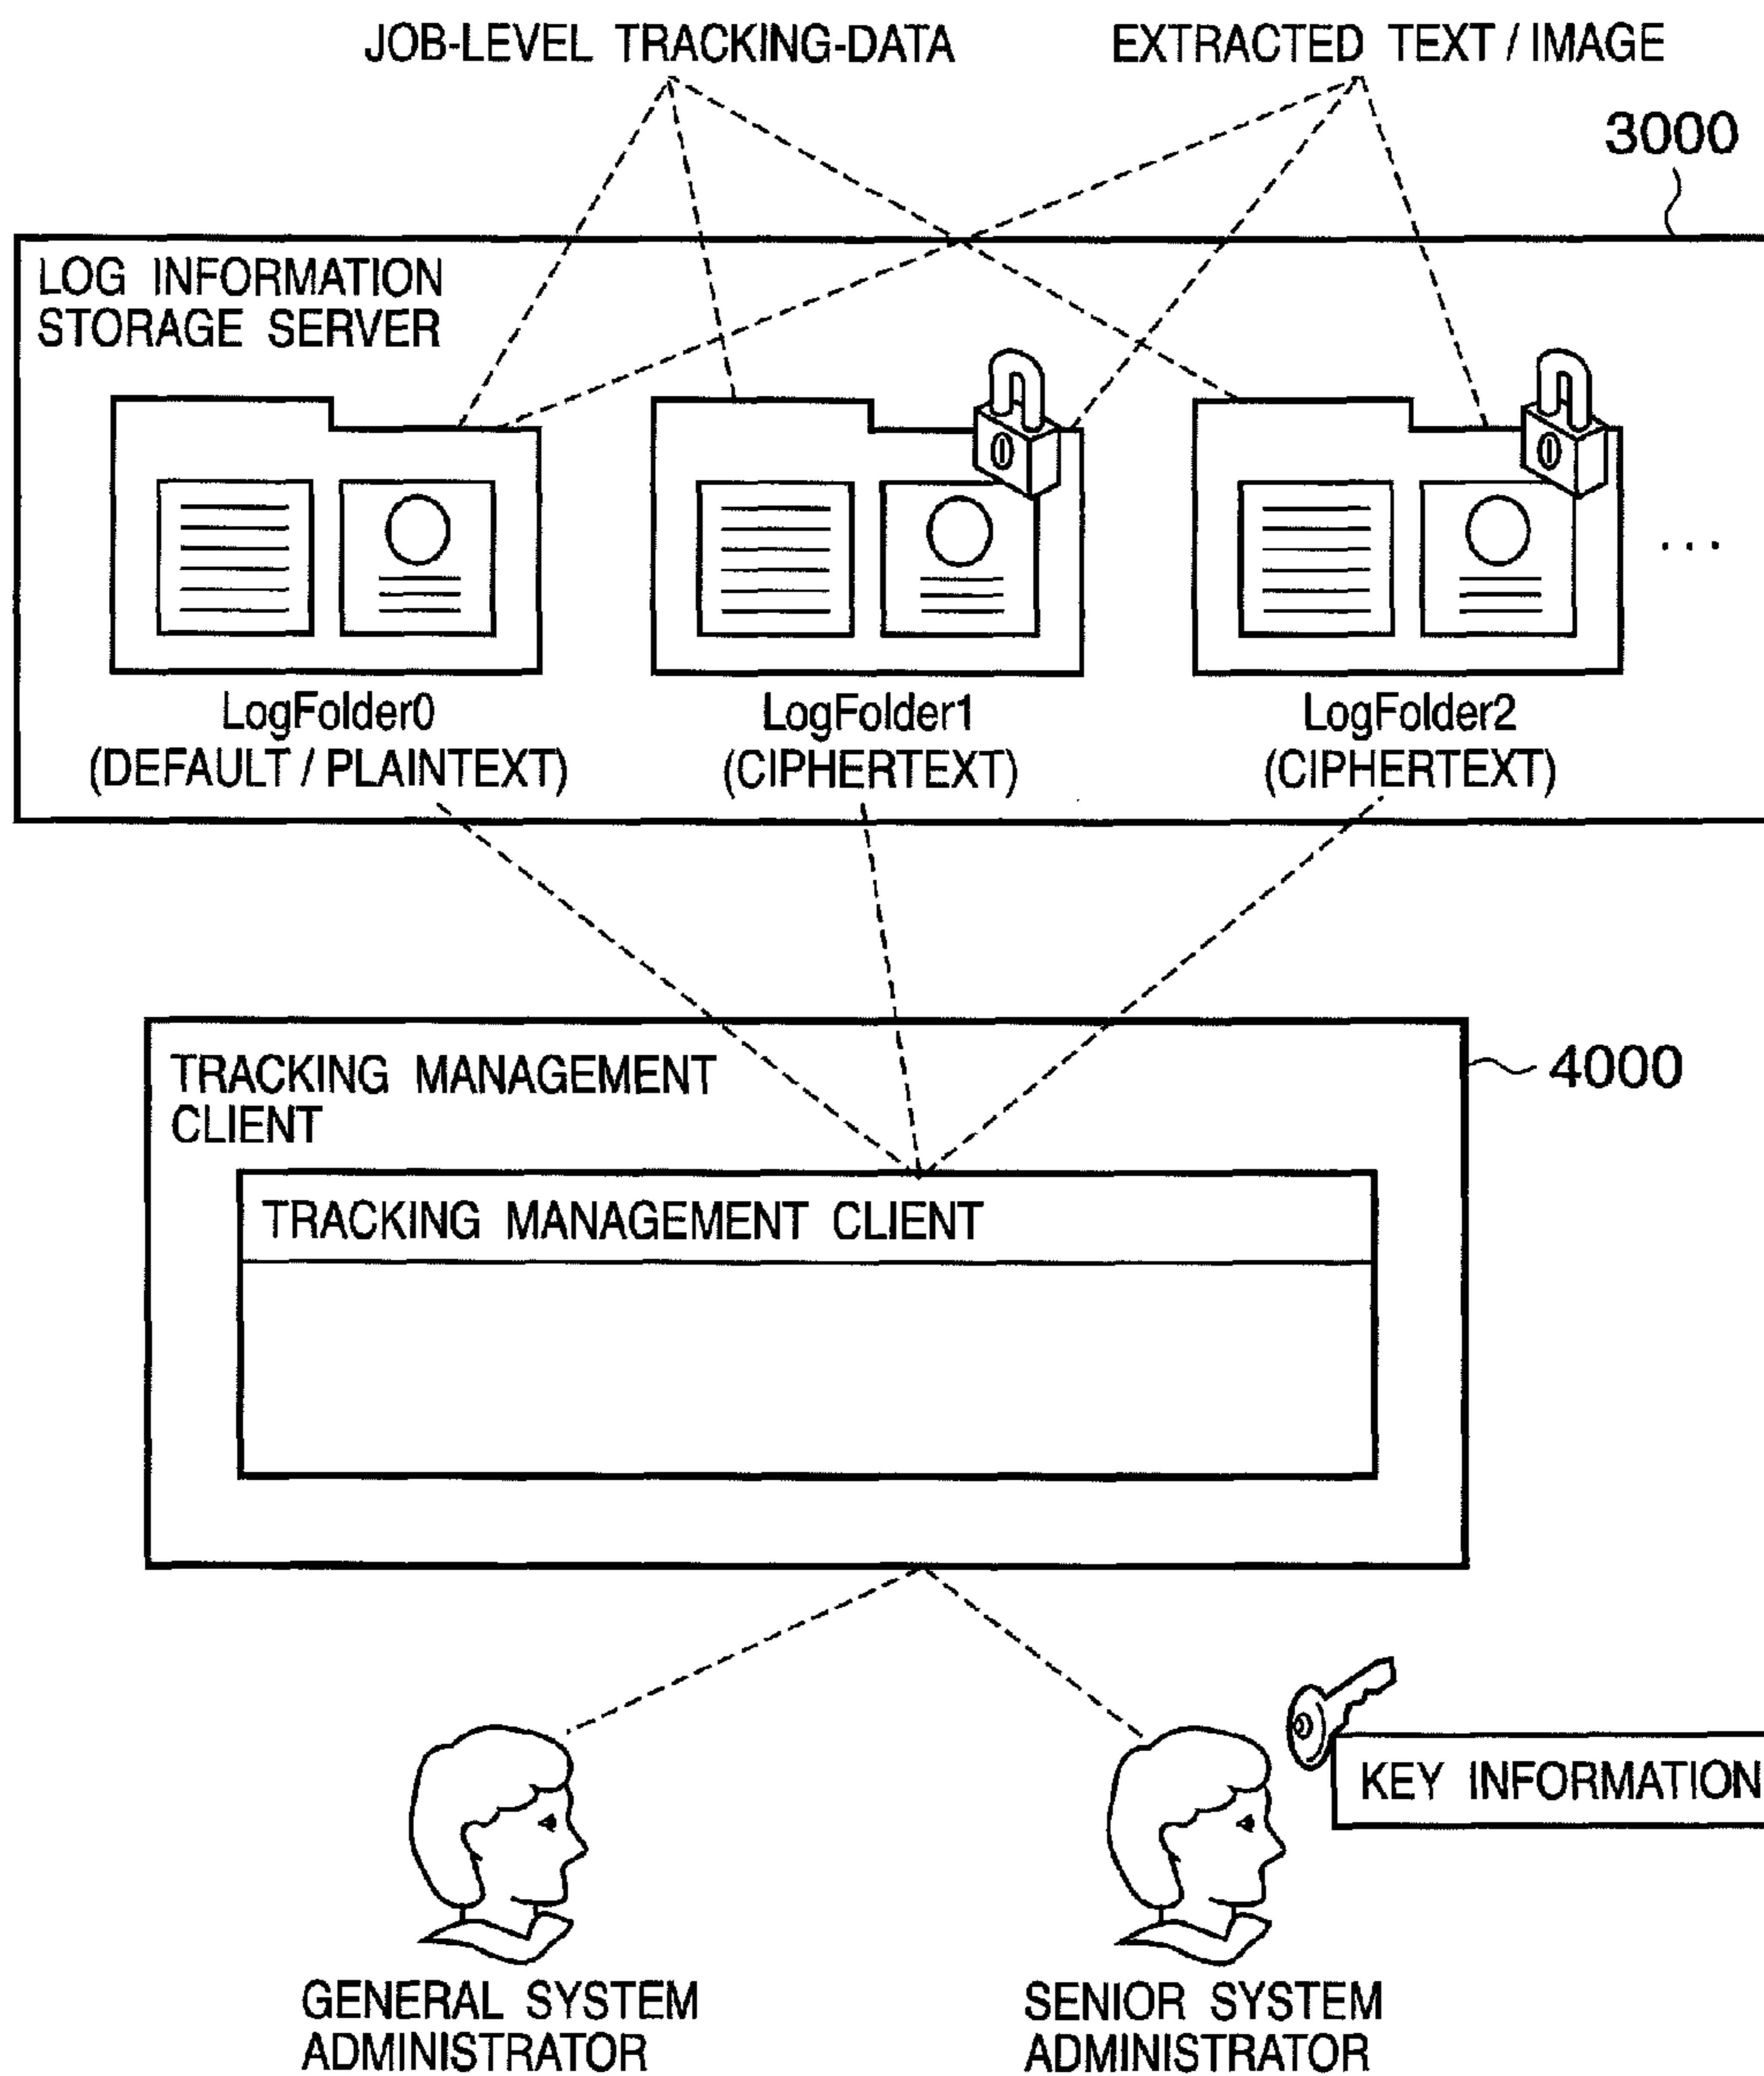 JOB-LEVEL TRACKING-DATA
EXTRACTED TEXT / IMAGE
3000
LOG INFORMATION
STORAGE SERVER
...
LogFolder0
(DEFAULT / PLAINTEXT)
LogFolder1
(CIPHERTEXT)
LogFolder2
(CIPHERTEXT)
TRACKING MANAGEMENT
CLIENT
4000
TRACKING MANAGEMENT CLIENT
KEY INFORMATION
GENERAL SYSTEM
ADMINISTRATOR
SENIOR SYSTEM
ADMINISTRATOR